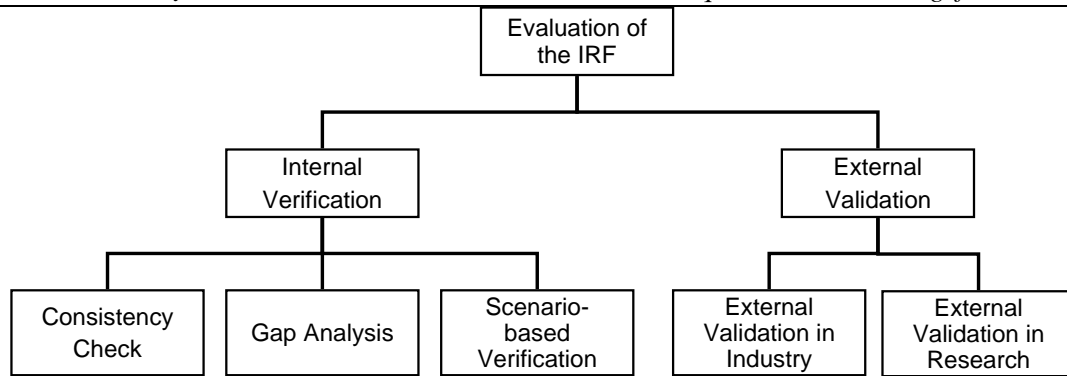 Evaluation of
the IRF
Internal
Verification
External
Validation
Consistency
Check
Gap Analysis
Scenario-
based
Verification
External
Validation in
Industry
External
Validation in
Research